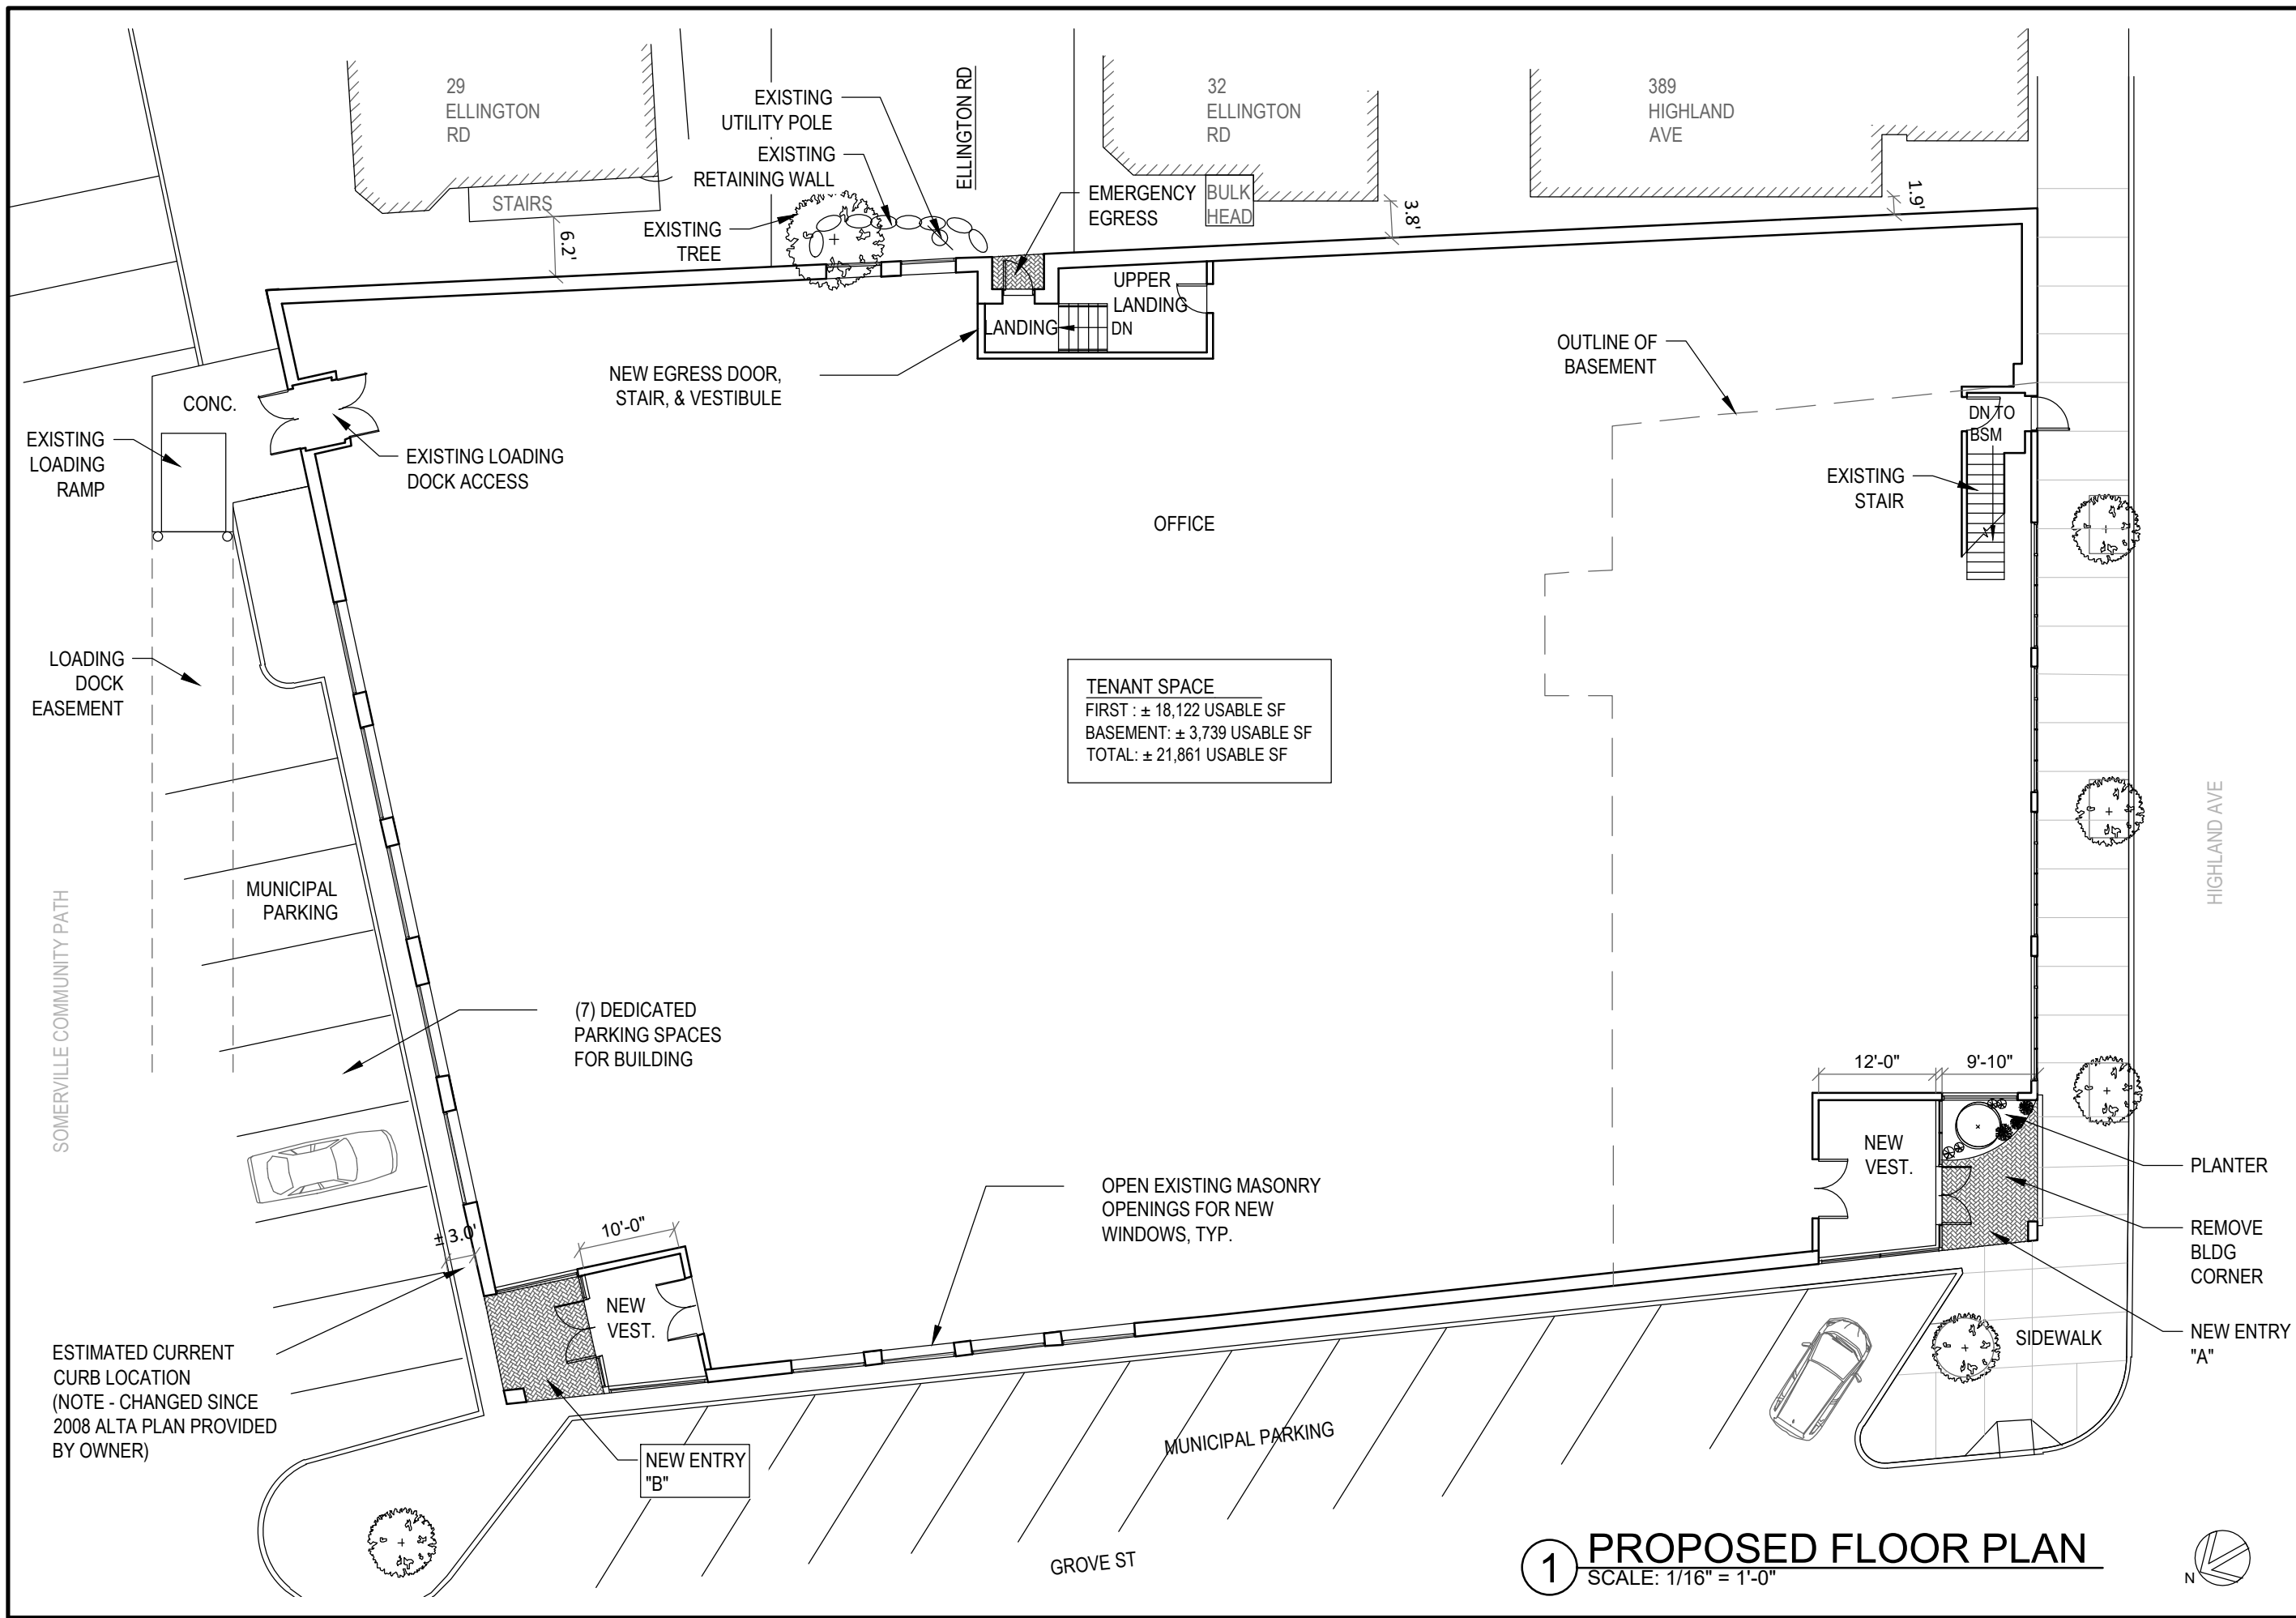 29
ELLINGTON
RD
STAIRS
6.2'
EXISTING
UTILITY POLE
EXISTING
RETAINING WALL
EXISTING
TREE
ELLINGTON RD
EMERGENCY
EGRESS
32
ELLINGTON
RD
BULK
HEAD
3.8'
389
HIGHLAND
AVE
1.9'
UPPER
LANDING
LANDING
DN
NEW EGRESS DOOR,
STAIR, & VESTIBULE
OUTLINE OF
BASEMENT
CONC.
EXISTING
LOADING
RAMP
EXISTING LOADING
DOCK ACCESS
DN TO
BSM
EXISTING
STAIR
OFFICE
LOADING
DOCK
EASEMENT
TENANT SPACE
FIRST : ± 18,122 USABLE SF
BASEMENT: ± 3,739 USABLE SF
TOTAL: ± 21,861 USABLE SF
HIGHLAND AVE
MUNICIPAL
PARKING
SOMERVILLE COMMUNITY PATH
(7) DEDICATED
PARKING SPACES
FOR BUILDING
12'-0"
9'-10"
NEW
VEST.
PLANTER
REMOVE
BLDG
CORNER
NEW ENTRY
"A"
OPEN EXISTING MASONRY
OPENINGS FOR NEW
WINDOWS, TYP.
± 3.0'
10'-0"
NEW
VEST.
SIDEWALK
ESTIMATED CURRENT
CURB LOCATION
(NOTE - CHANGED SINCE
2008 ALTA PLAN PROVIDED
BY OWNER)
NEW ENTRY
"B"
MUNICIPAL PARKING
GROVE ST
1
PROPOSED FLOOR PLAN
SCALE: 1/16" = 1'-0"
N